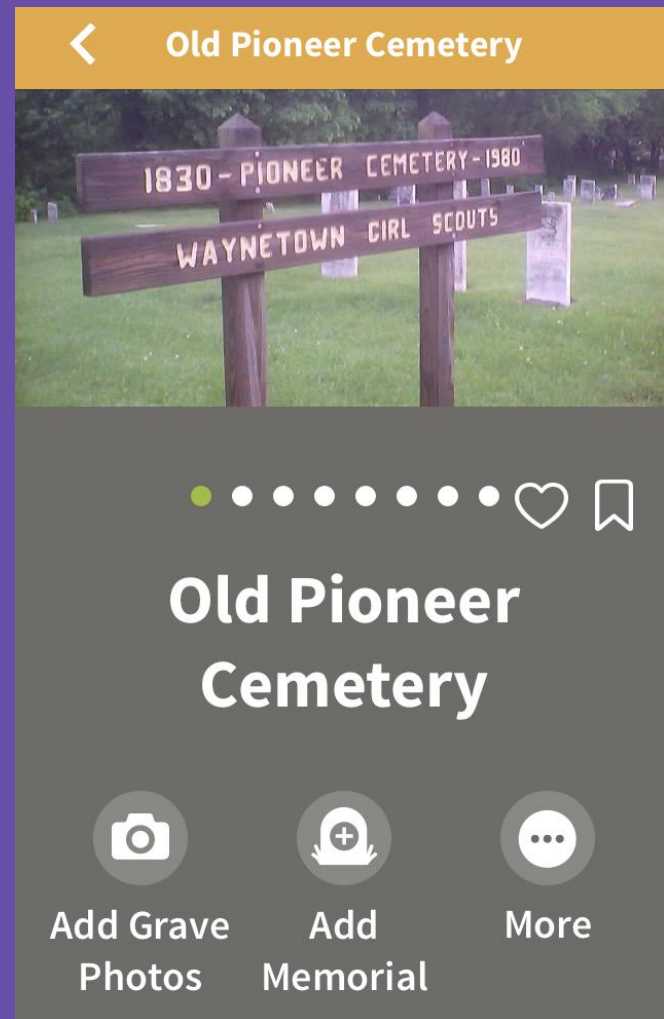 Old Pioneer Cemetery
1830-PIONEER CEMETERY-1980
WAYNETOWN GIRL SCOUTS
Old Pioneer
Cemetery
Add Grave
Photos
Add
Memorial
More